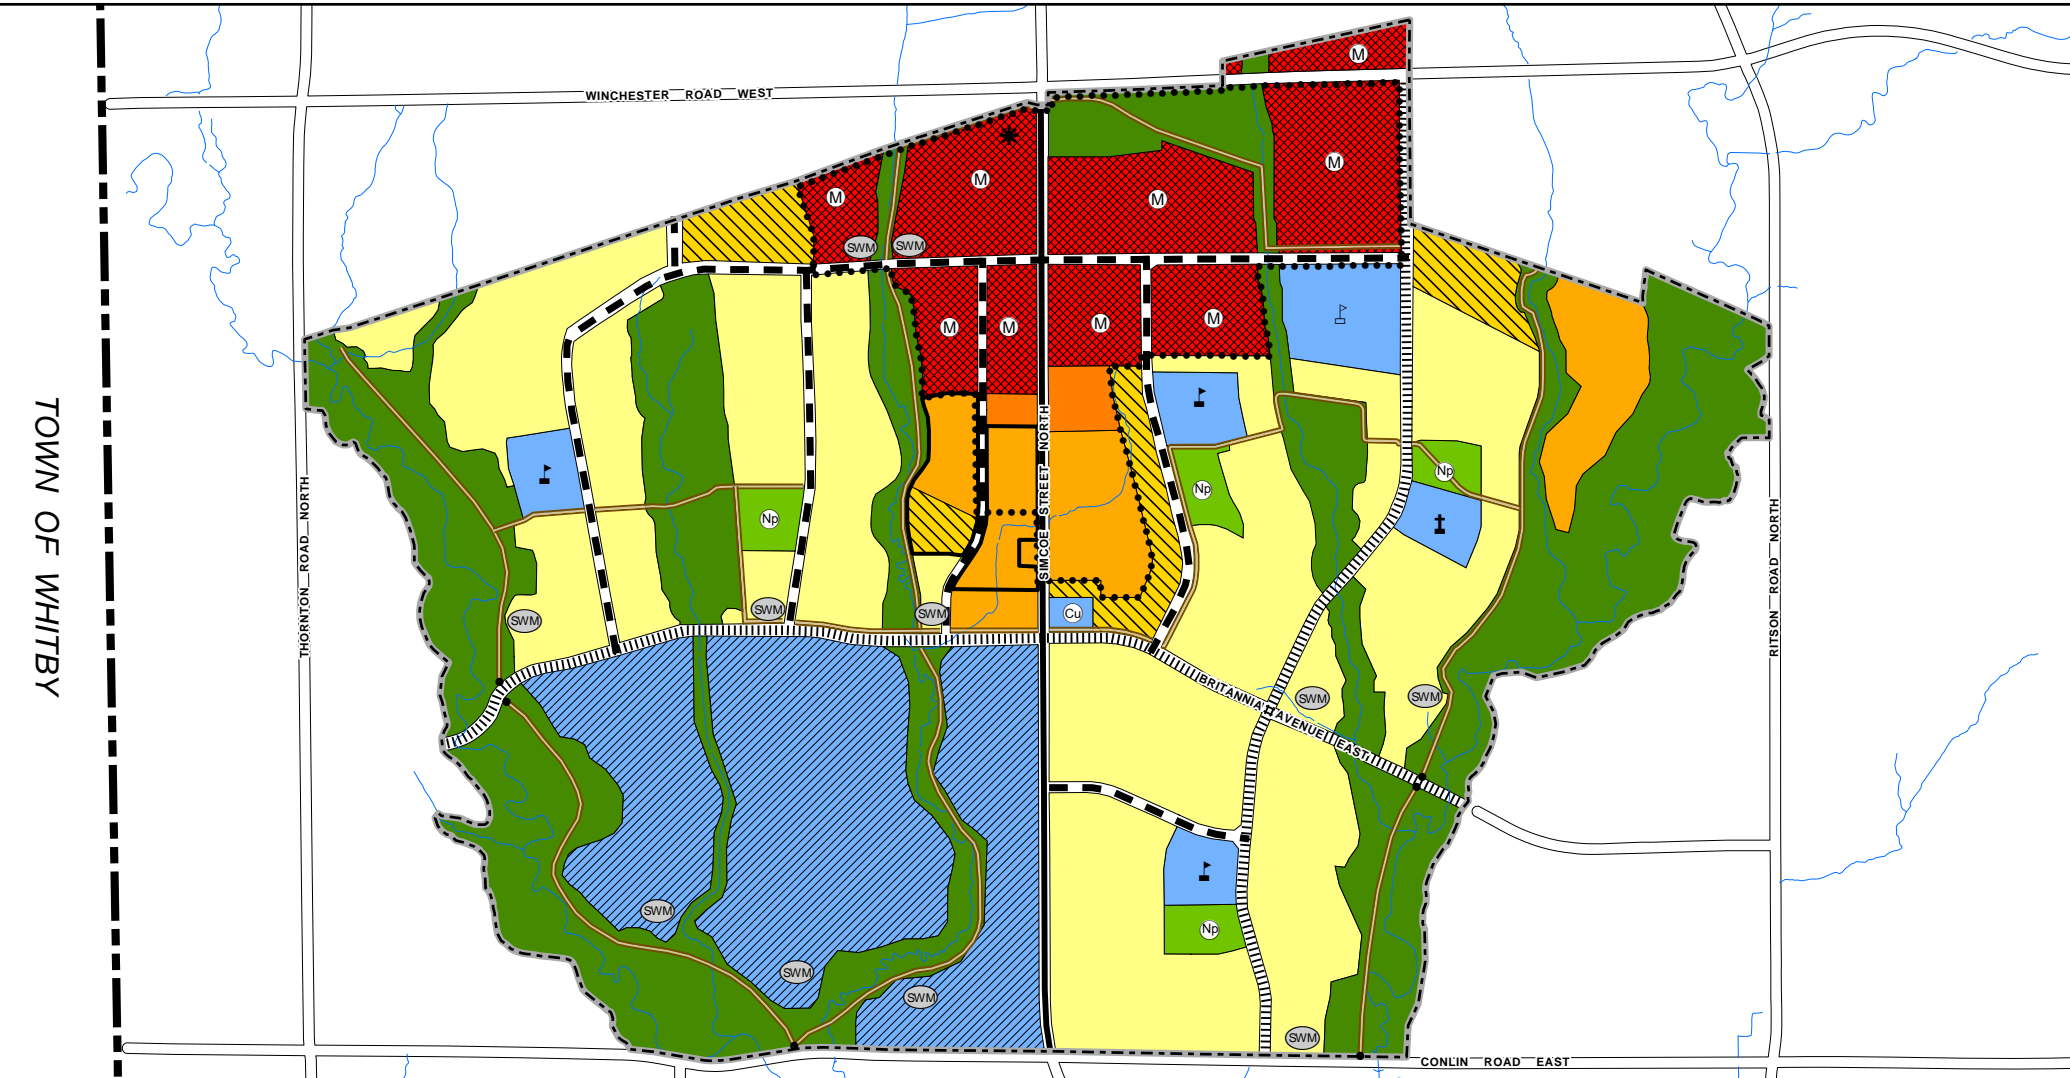 M
WINCHESTER ROAD WEST
M
M
M
M
SWM
SWM
M
M
M
M
TOWN OF WHITBY
THORNTON ROAD NORTH
SIMCOE STREET NORTH
RITSON ROAD NORTH
Np
Np
Np
SWM
SWM
SWM
Cu
SWM
SWM
BRITANNIA AVENUE EAST
SWM
Np
SWM
SWM
SWM
CONLIN ROAD EAST